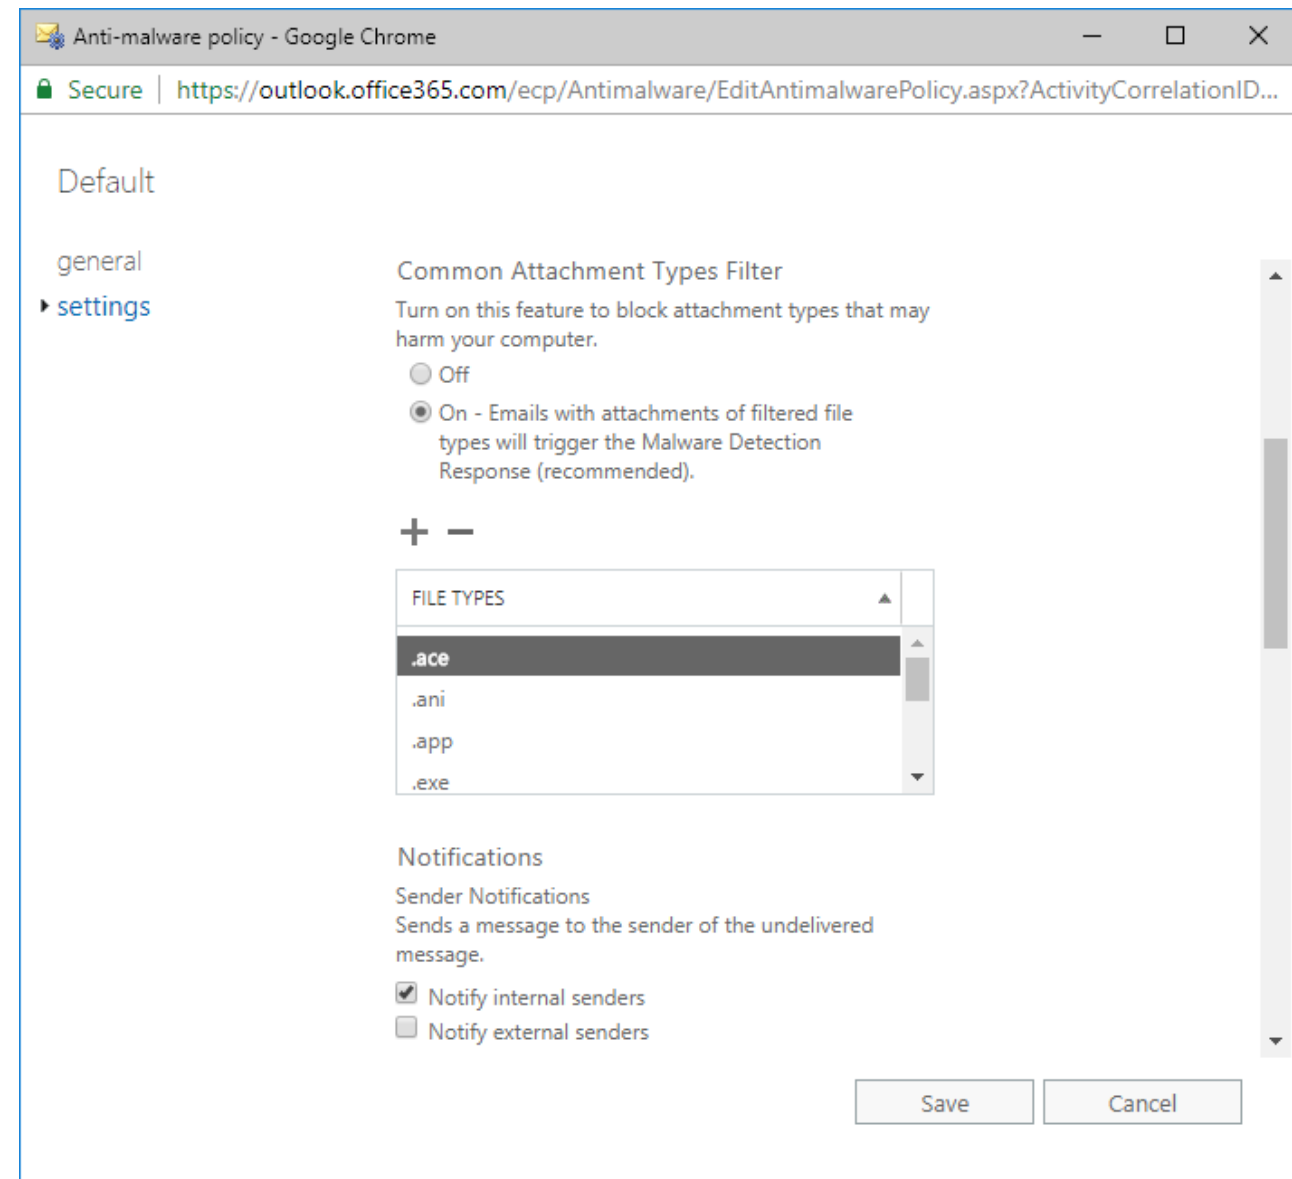 Anti-malware policy - Google Chrome
Secure | https://outlook.office365.com/ecp/Antimalware/EditAntimalwarePolicy.aspx?ActivityCorrelationID...
Default
general
settings
Common Attachment Types Filter
Turn on this feature to block attachment types that may
harm your computer.
Off
On - Emails with attachments of filtered file
types will trigger the Malware Detection
Response (recommended).
FILE TYPES
.ace
.ani
.app
.exe
Notifications
Sender Notifications
Sends a message to the sender of the undelivered
message.
Notify internal senders
Notify external senders
Save
Cancel